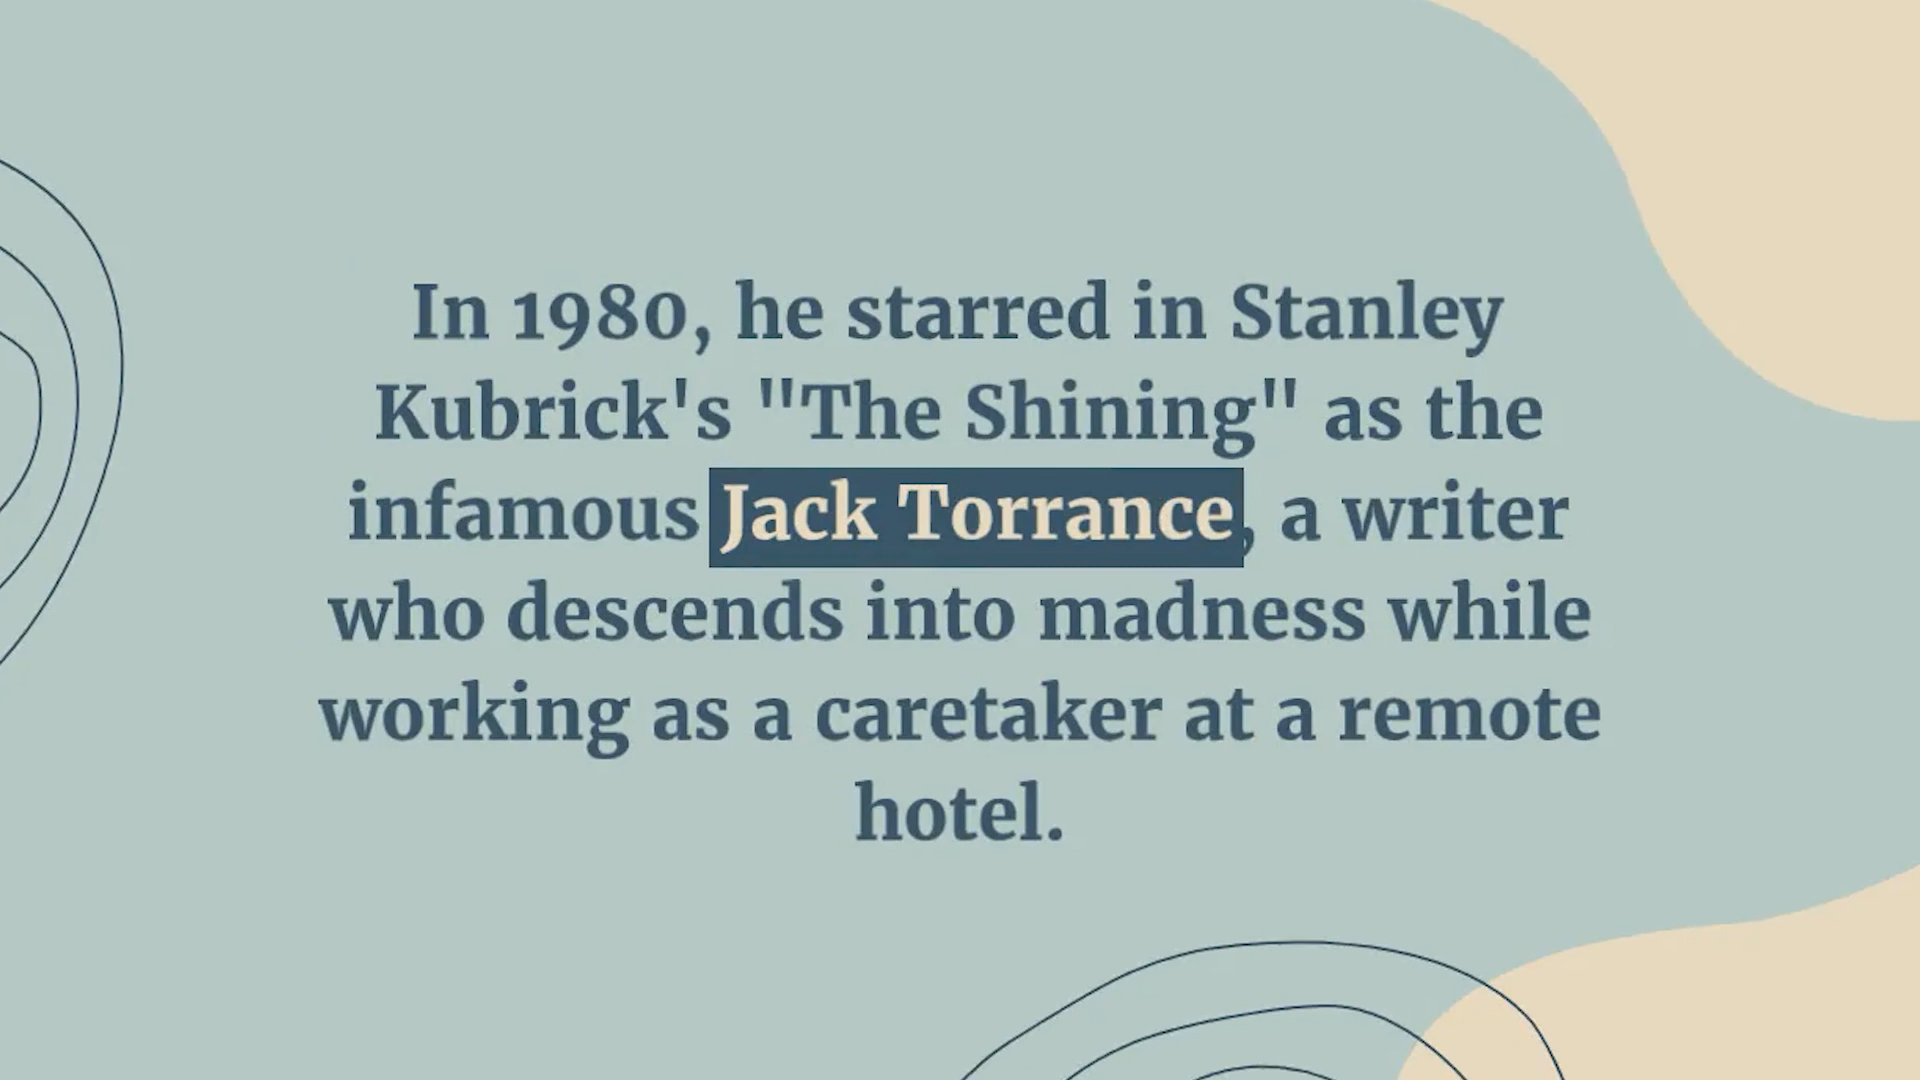 In 1980, he starred in Stanley
Kubrick's "The Shining" as the
infamous Jack Torrance, a writer
who descends into madness while
working as a caretaker at a remote
hotel.